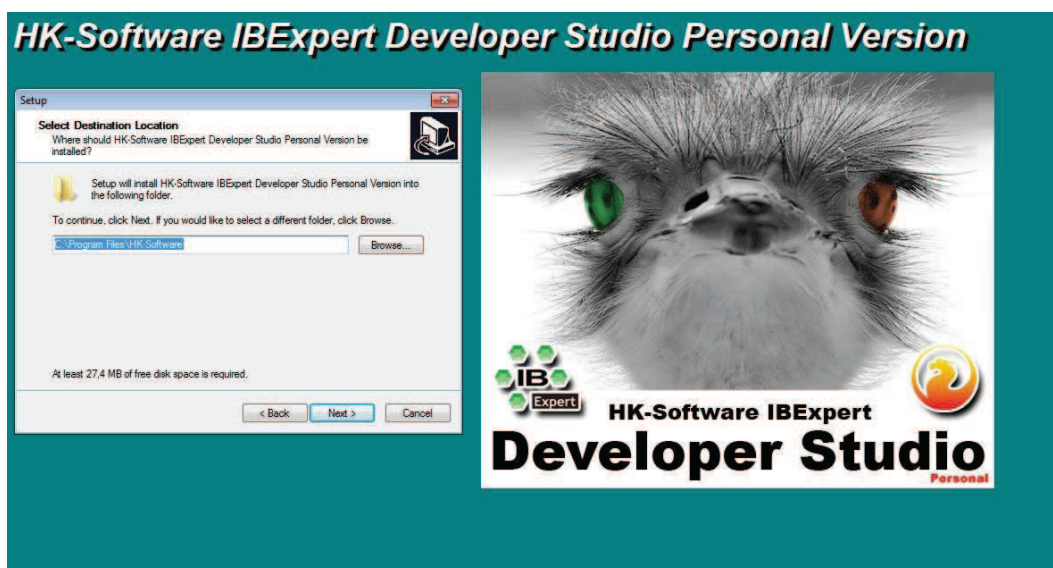 HK-Software IBExpert Developer Studio Personal Version
Setup
Select Destination Location
Where should HK-Software IBExpert Developer Studio Personal Version be
installed?
Setup will install HK-Software IBExpert Developer Studio Personal Version into
the following folder.
To continue, click Next. If you would like to select a different folder, click Browse.
C:\Program Files\HK-Software
Browse...
At least 27,4 MB of free disk space is required.
< Back
Next >
Cancel
IB
Expert
HK-Software IBExpert
Developer Studio
Personal